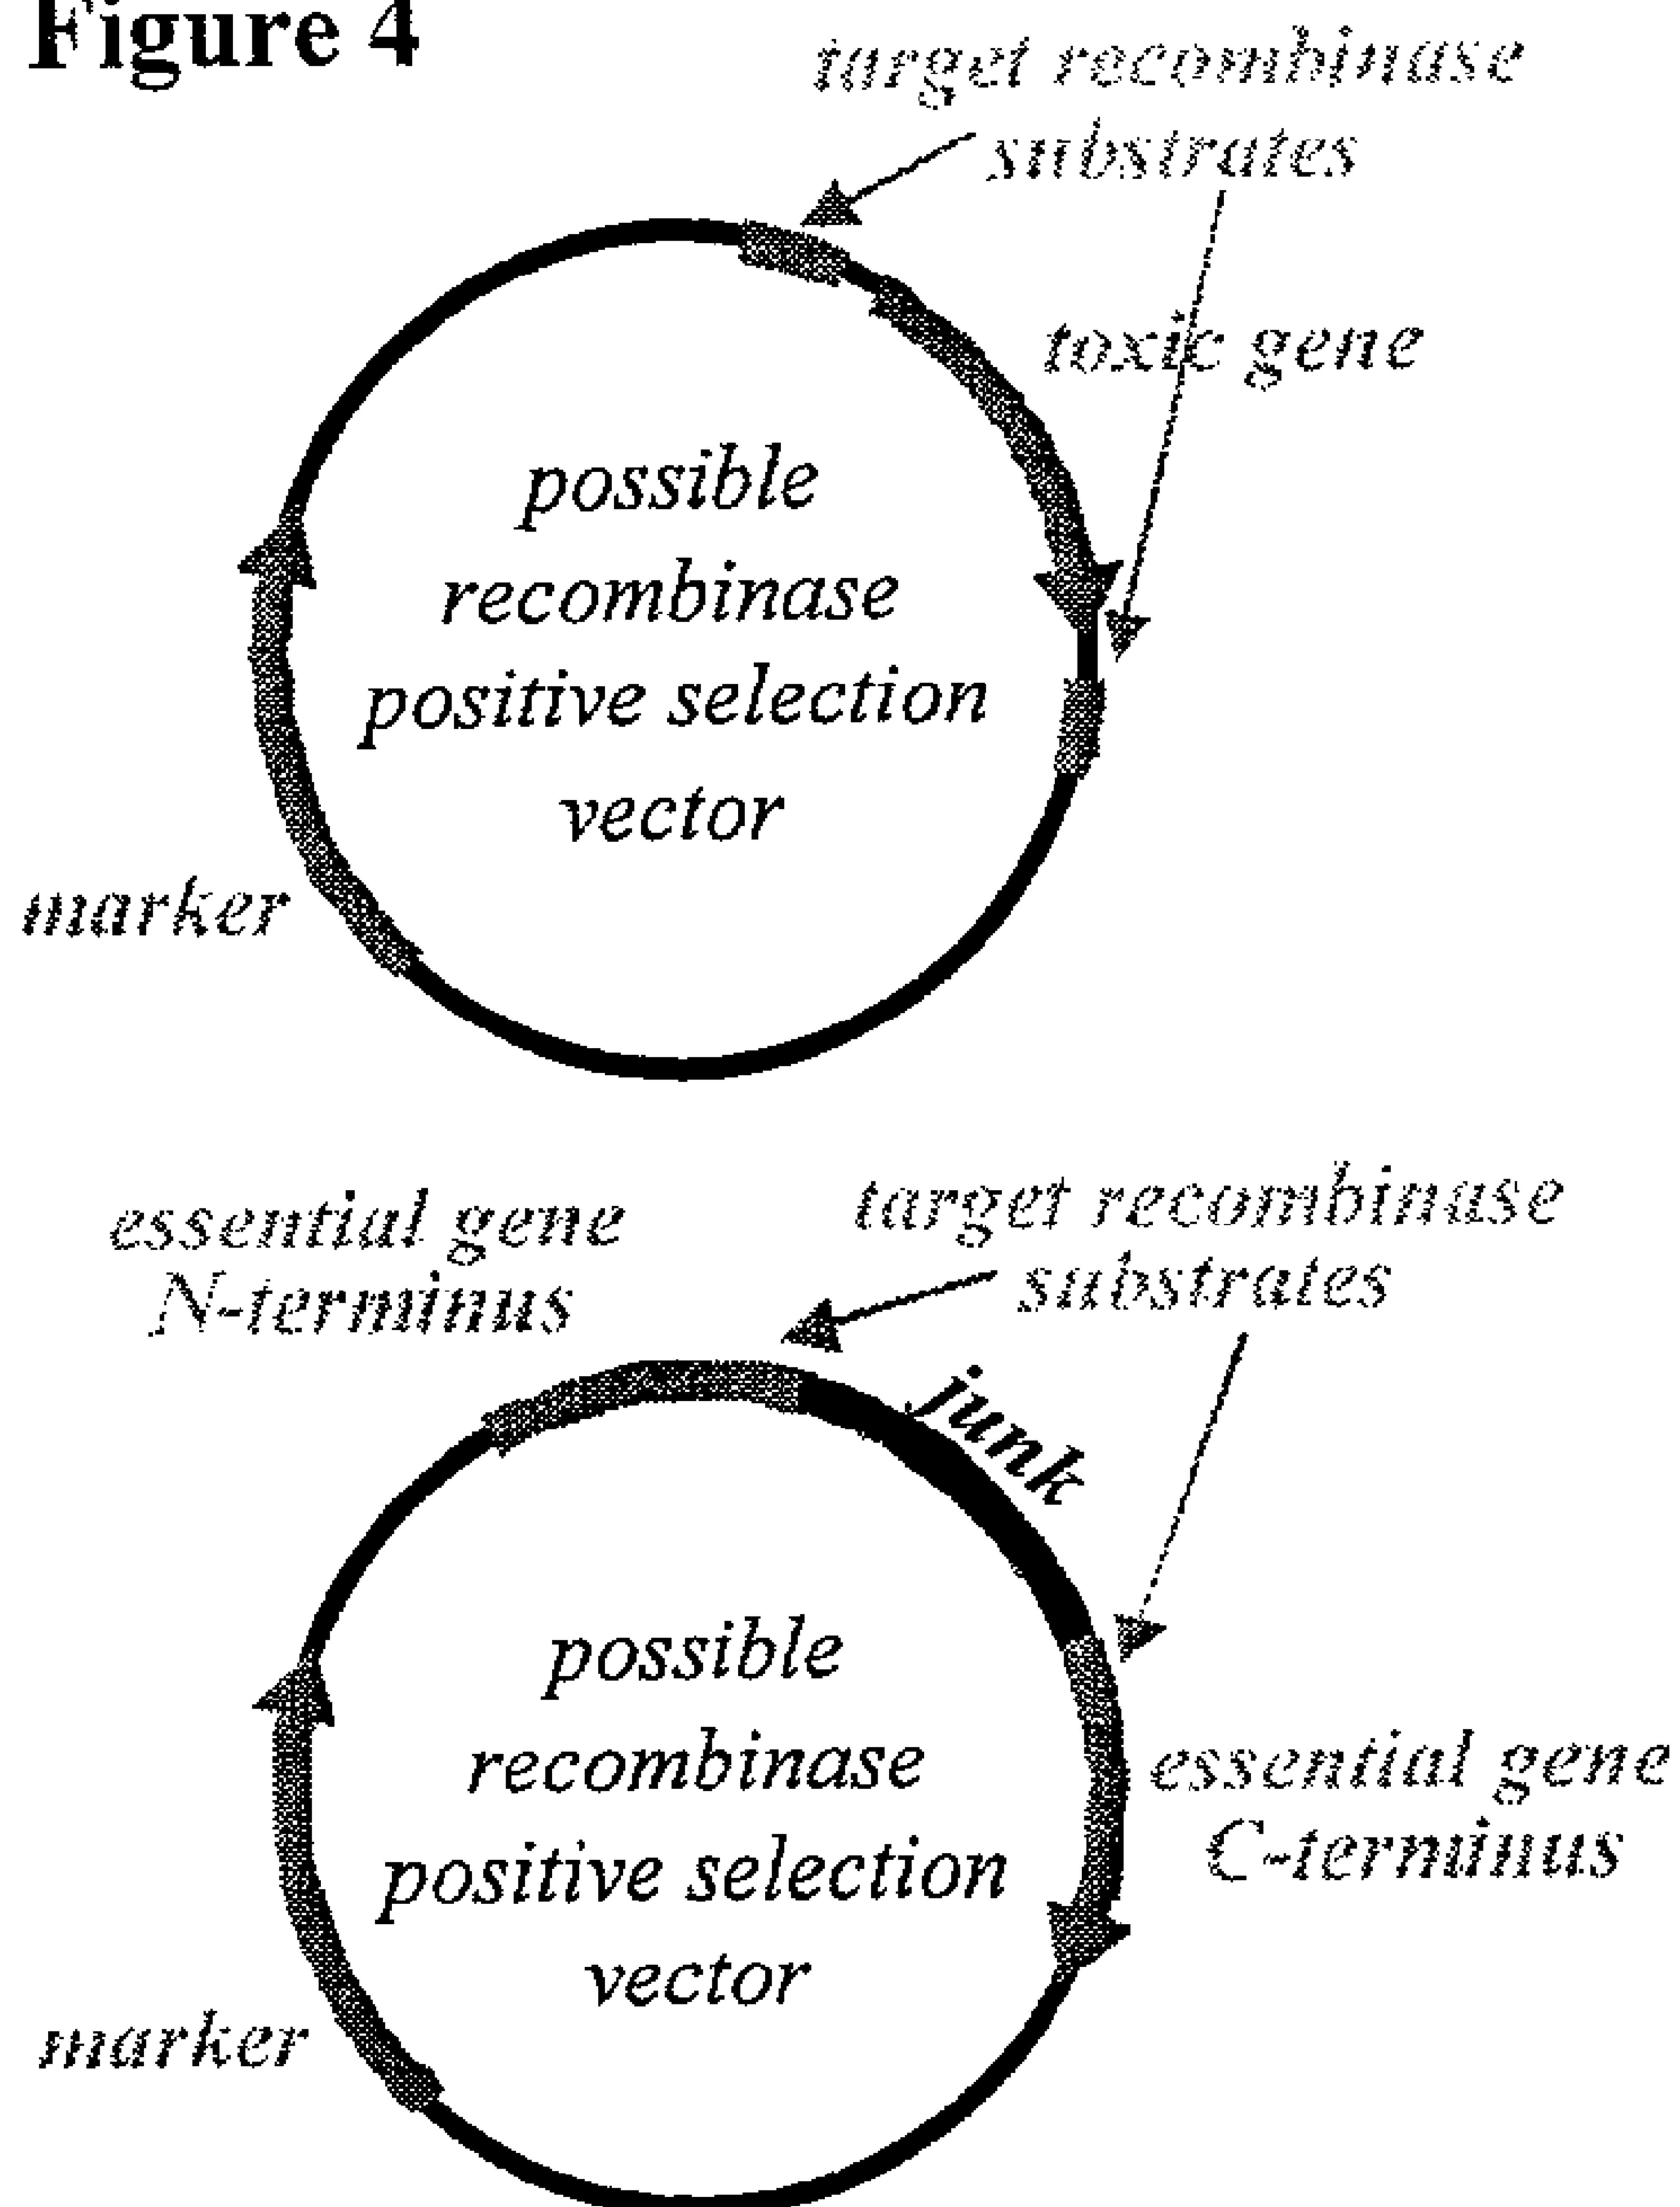 Figure 4
target recombinase
substrates
toxic gene
possible
recombinase
positive selection
vector
marker
essential gene
N-terminus
target recombinase
substrates
junk
possible
recombinase
positive selection
vector
essential gene
C-terminus
marker